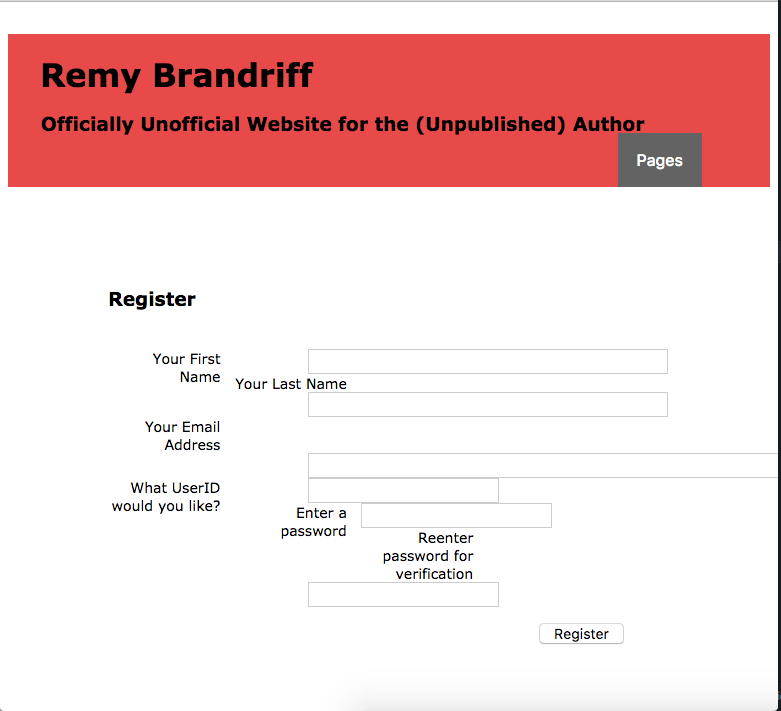 Remy Brandriff
Officially Unofficial Website for the (Unpublished) Author
Pages
Register
Your First
Name
Your Last Name
Your Email
Address
What UserID
would you like?
Enter a
password
Reenter
password for
verification
Register